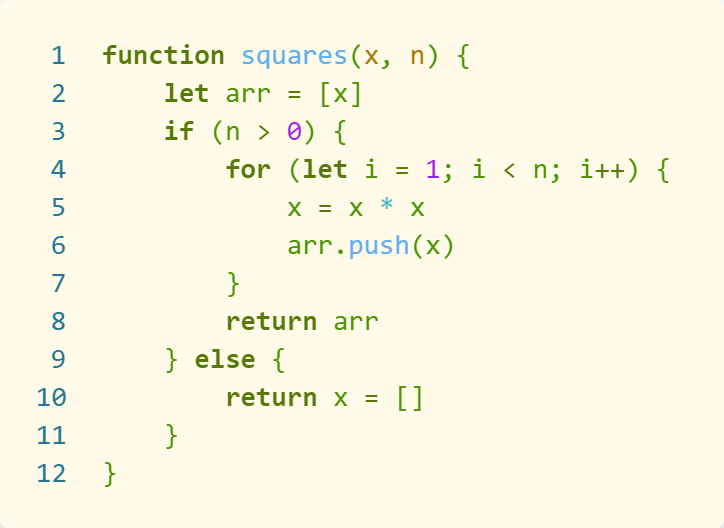 1 function squares(x, n) {
2 let arr = [x]
3 if (n > 0) {
4 for (let i = 1; i < n; i++) {
5 x = x * x
6 arr.push(x)
7 }
8 return arr
9 } else {
10 return x = []
11 }
12 }